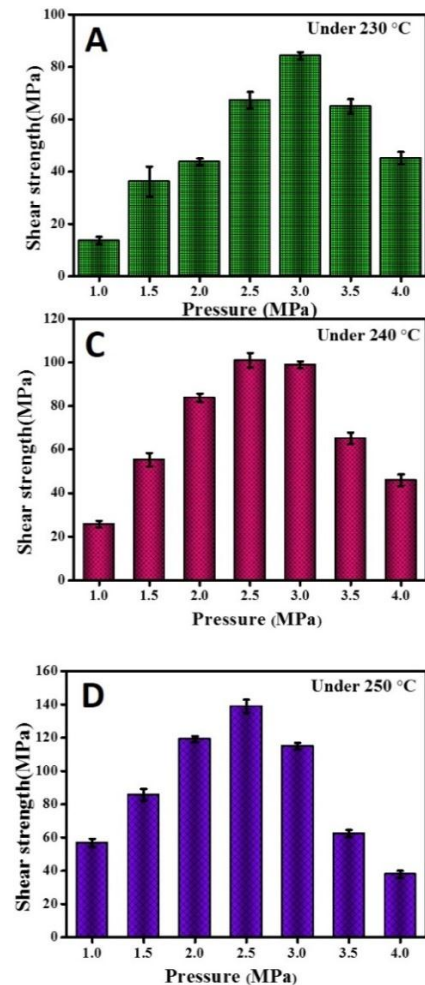 A
Under 230 °C
Shear strength(MPa)
100
80
60
40
20
0
1.0 1.5 2.0 2.5 3.0 3.5 4.0
Pressure (MPa)
C
Under 240 °C
Shear strength(MPa)
120
100
80
60
40
20
0
1.0 1.5 2.0 2.5 3.0 3.5 4.0
Pressure (MPa)
D
Under 250 °C
Shear strength(MPa)
160
140
120
100
80
60
40
20
0
1.0 1.5 2.0 2.5 3.0 3.5 4.0
Pressure (MPa)